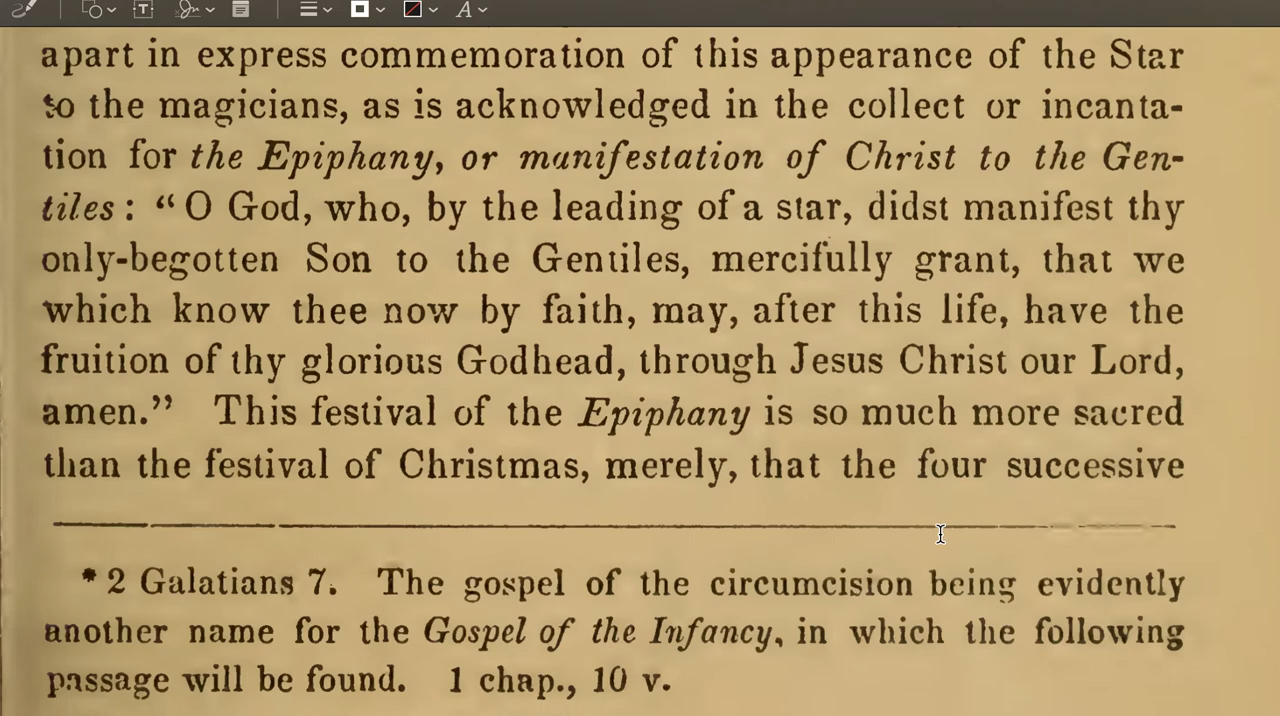 apart in express commemoration of this appearance of the Star
to the magicians, as is acknowledged in the collect or incanta-
tion for the Epiphany, or manifestation of Christ to the Gen-
tiles : “ O God, who, by the leading of a star, didst manifest thy
only-begotten Son to the Gentiles, mercifully grant, that we
which know thee now by faith, may, after this life, have the
fruition of thy glorious Godhead, through Jesus Christ our Lord,
amen.” This festival of the Epiphany is so much more sacred
than the festival of Christmas, merely, that the four successive
* 2 Galatians 7. The gospel of the circumcision being evidently
another name for the Gospel of the Infancy, in which the following
passage will be found. 1 chap., 10 v.